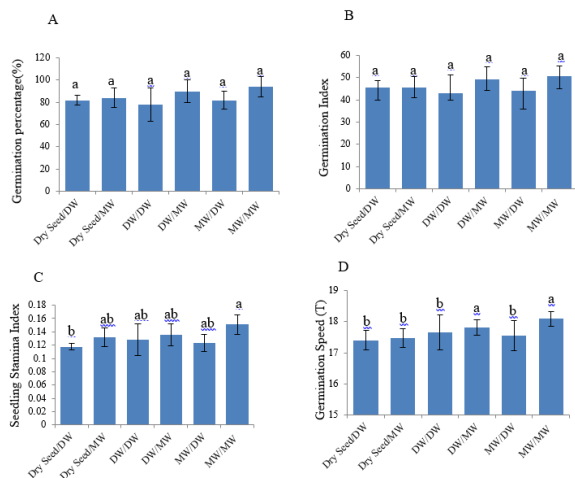 A
Germination percentage(%)
120
100
80
60
40
20
0
a a a a a a
Dry Seed/DW
Dry Seed/MW
DW/DW
DW/MW
MW/DW
MW/MW
B
Germination Index
60
50
40
30
20
10
0
a a a a a a
Dry Seed/DW
Dry Seed/MW
DW/DW
DW/MW
MW/DW
MW/MW
C
Seedling Stamina Index
0.18
0.16
0.14
0.12
0.1
0.08
0.06
0.04
0.02
0
b ab ab ab ab a
Dry Seed/DW
Dry Seed/MW
DW/DW
DW/MW
MW/DW
MW/MW
D
Germination Speed (T)
19
18
17
16
15
b b b a b a
Dry Seed/DW
Dry Seed/MW
DW/DW
DW/MW
MW/DW
MW/MW